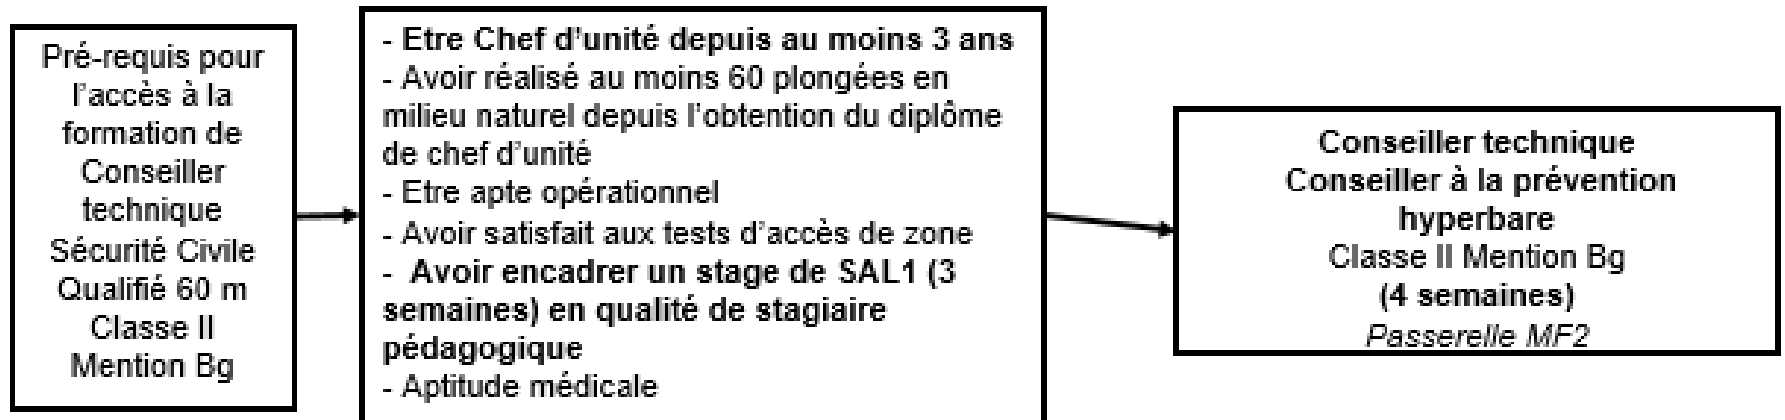 Pré-requis pour
l'accès à la
formation de
Conseiller
technique
Sécurité Civile
Qualifié 60 m
Classe II
Mention Bg
- Etre Chef d'unité depuis au moins 3 ans
- Avoir réalisé au moins 60 plongées en
milieu naturel depuis l'obtention du diplôme
de chef d'unité
- Etre apte opérationnel
- Avoir satisfait aux tests d'accès de zone
- Avoir encadrer un stage de SAL1 (3
semaines) en qualité de stagiaire
pédagogique
- Aptitude médicale
Conseiller technique
Conseiller à la prévention
hyperbare
Classe II Mention Bg
(4 semaines)
Passerelle MF2